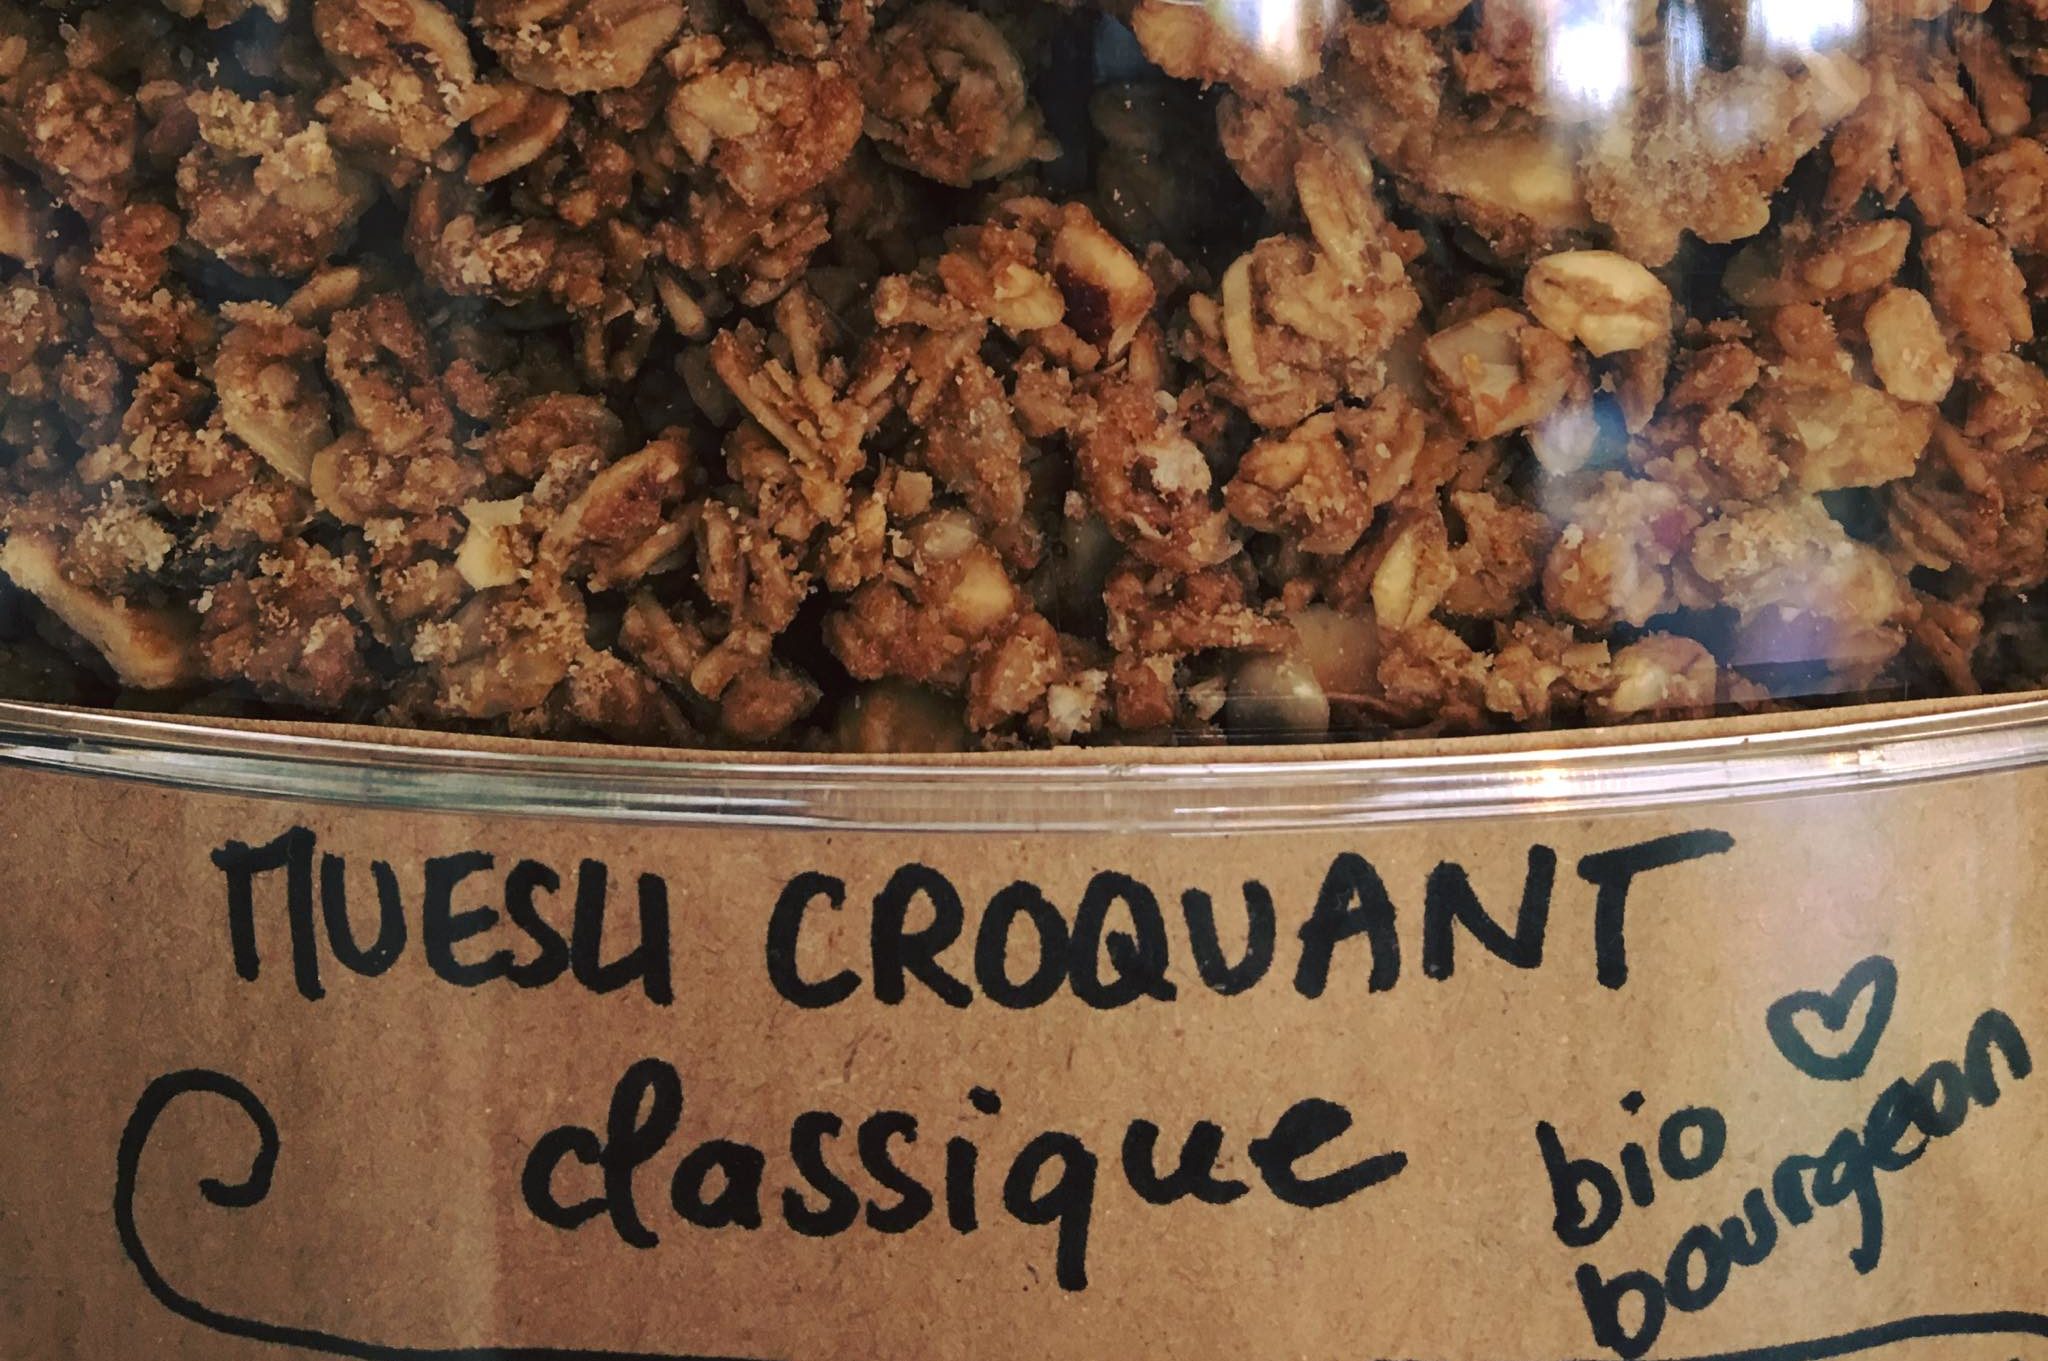 MUESLI CROQUANT
classique
bio
bourgeon